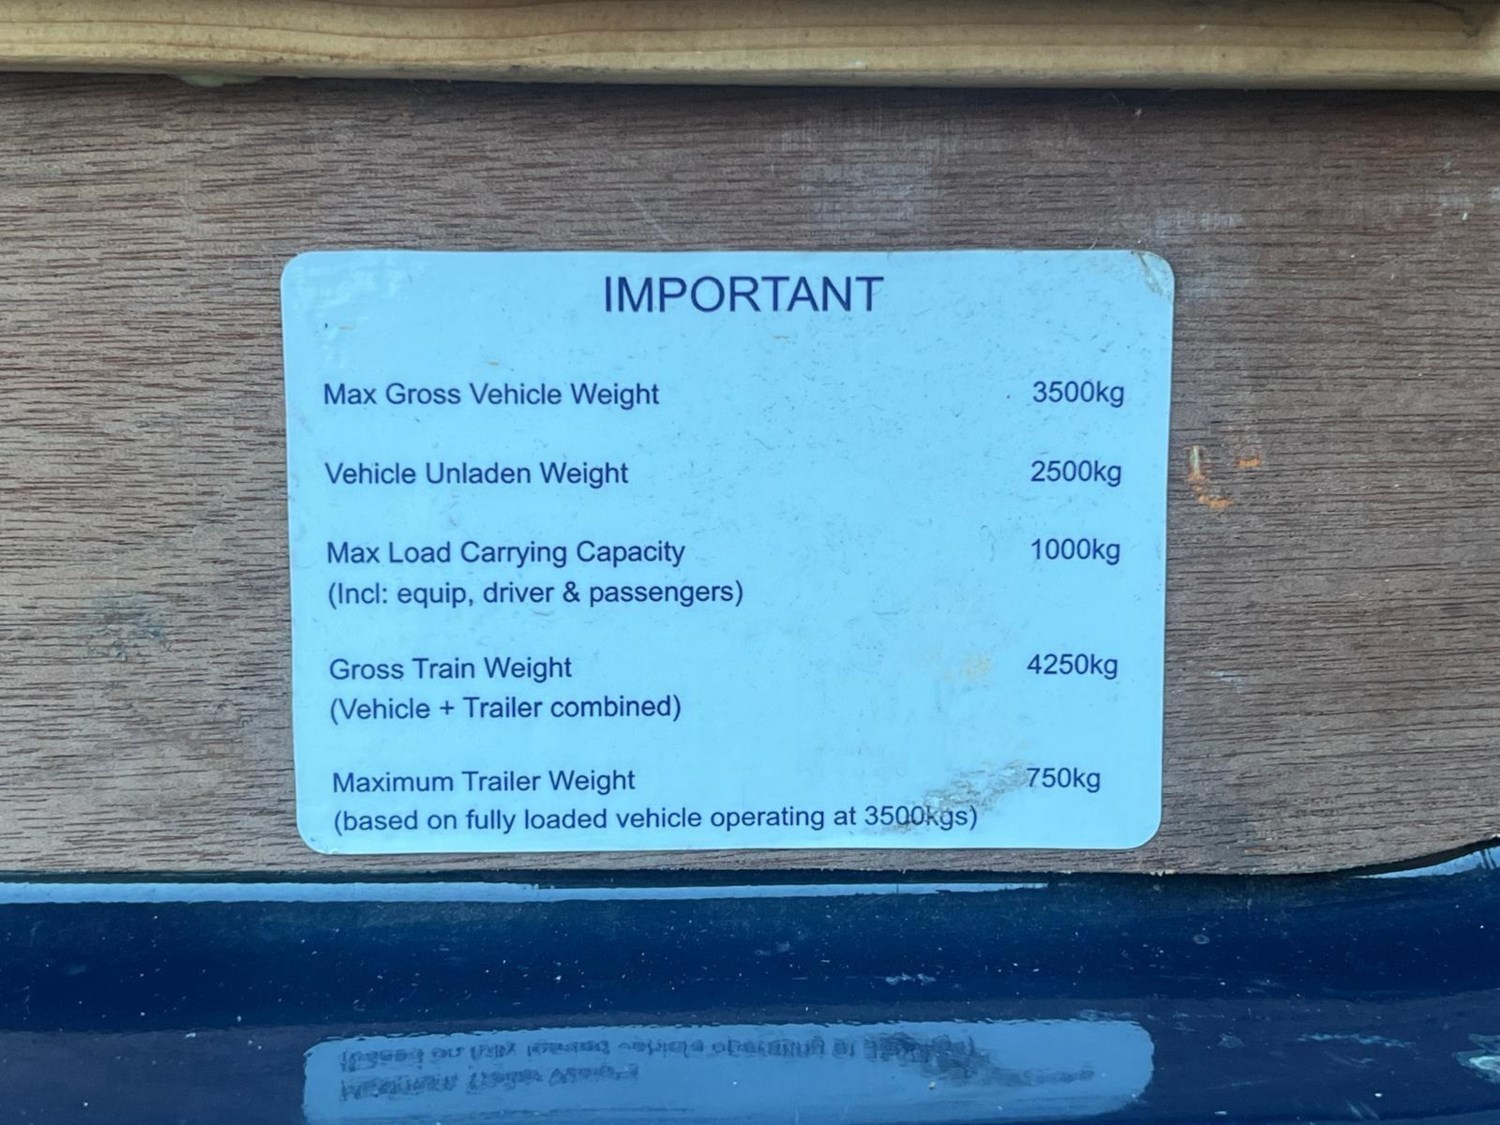 IMPORTANT
Max Gross Vehicle Weight 3500kg
Vehicle Unladen Weight 2500kg
Max Load Carrying Capacity 1000kg
(Incl: equip, driver & passengers)
Gross Train Weight 4250kg
(Vehicle + Trailer combined)
Maximum Trailer Weight 750kg
(based on fully loaded vehicle operating at 3500kgs)